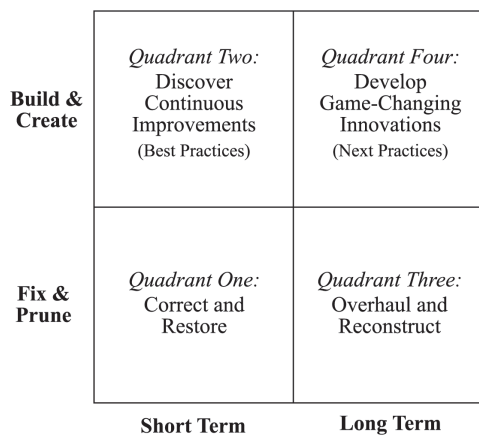 Build &
Create
Quadrant Two:
Discover
Continuous
Improvements
(Best Practices)
Quadrant Four:
Develop
Game-Changing
Innovations
(Next Practices)
Fix &
Prune
Quadrant One:
Correct and
Restore
Quadrant Three:
Overhaul and
Reconstruct
Short Term
Long Term